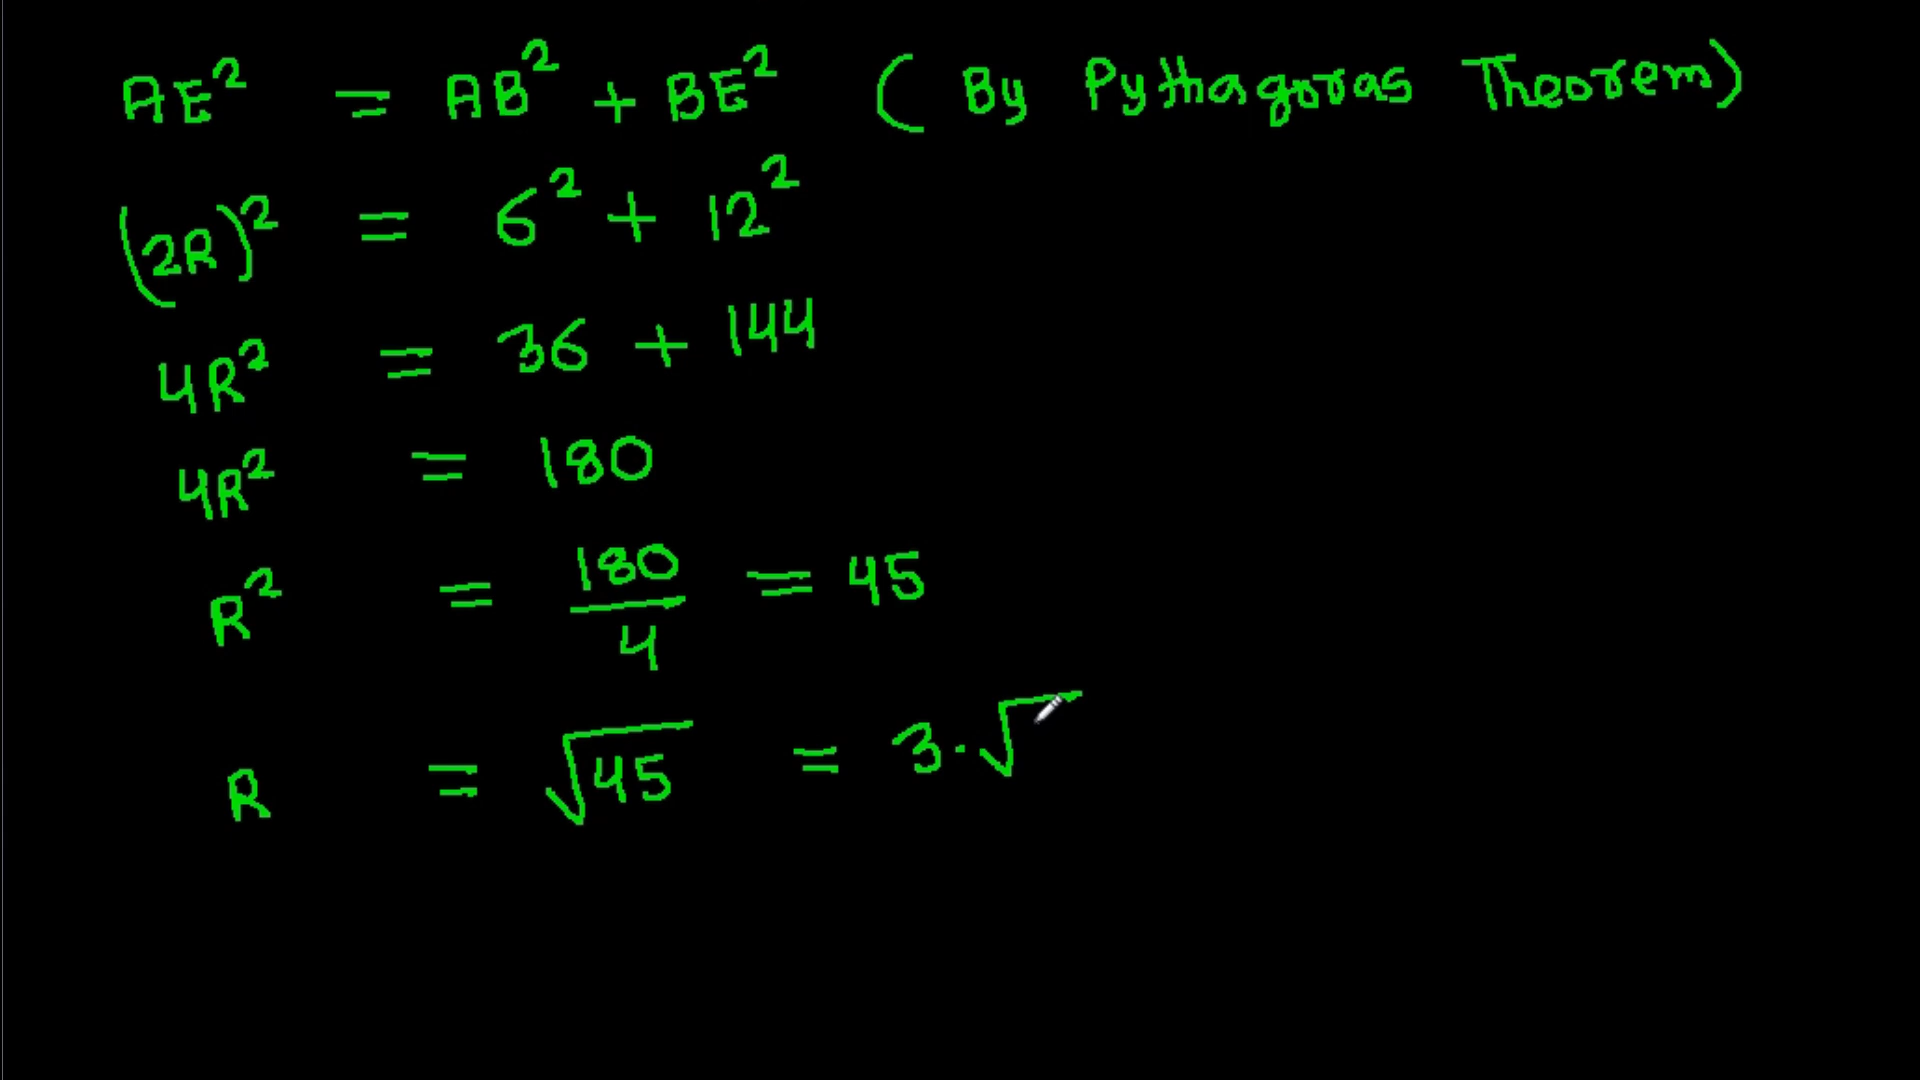 AE² = AB² + BE² (By Pythagoras Theorem)
(2R)² = 6² + 12²
4R² = 36 + 144
4R² = 180
R² = 180/4 = 45
R = √45 = 3.√